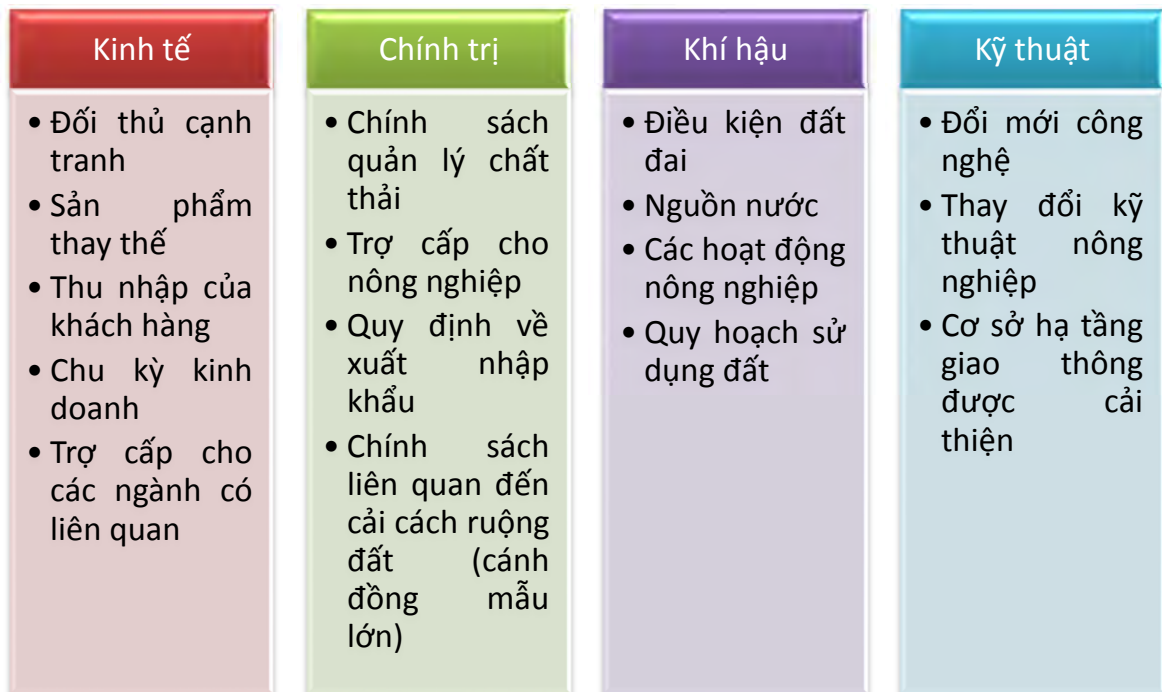 Kinh tế
• Đối thủ cạnh
tranh
• Sản phẩm
thay thế
• Thu nhập của
khách hàng
• Chu kỳ kinh
doanh
• Trợ cấp cho
các ngành có
liên quan
Chính trị
• Chính sách
quản lý chất
thải
• Trợ cấp cho
nông nghiệp
• Quy định về
xuất nhập
khẩu
• Chính sách
liên quan đến
cải cách ruộng
đất (cánh
đồng mẫu
lớn)
Khí hậu
• Điều kiện đất
đai
• Nguồn nước
• Các hoạt động
nông nghiệp
• Quy hoạch sử
dụng đất
Kỹ thuật
• Đổi mới công
nghệ
• Thay đổi kỹ
thuật nông
nghiệp
• Cơ sở hạ tầng
giao thông
được cải
thiện